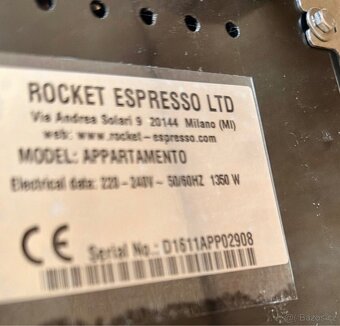 ROCKET ESPRESSO LTD
Via Andrea Solari 9 20144 Milano (MI)
web: www.rocket-espresso.com
MODEL: APPARTAMENTO
Electrical data: 220-240V~ 50/60HZ 1350 W
CE Serial No.: D1611APP02908